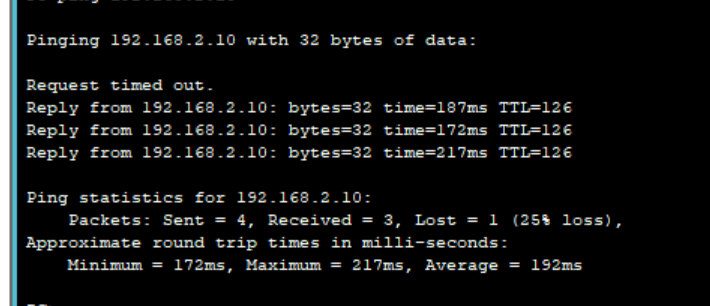 Pinging 192.168.2.10 with 32 bytes of data:
Request timed out.
Reply from 192.168.2.10: bytes=32 time=187ms TTL=126
Reply from 192.168.2.10: bytes=32 time=172ms TTL=126
Reply from 192.168.2.10: bytes=32 time=217ms TTL=126
Ping statistics for 192.168.2.10:
Packets: Sent = 4, Received = 3, Lost = 1 (25% loss),
Approximate round trip times in milli-seconds:
Minimum = 172ms, Maximum = 217ms, Average = 192ms